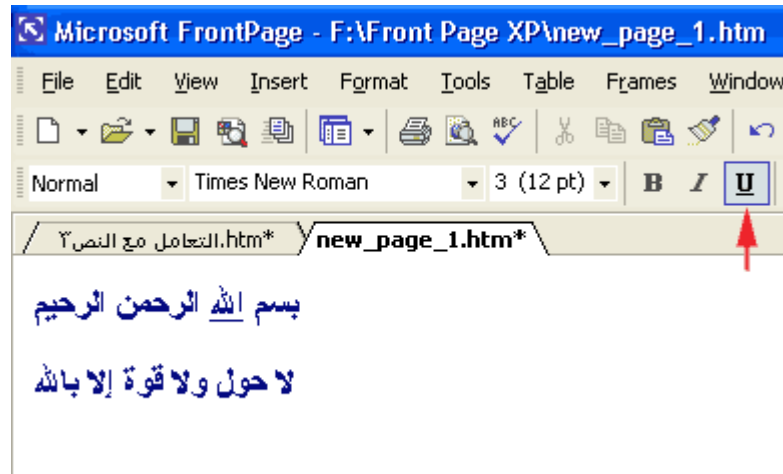 Microsoft FrontPage - F:\Front Page XP\new_page_1.htm
File Edit View Insert Format Tools Table Frames Window
ABC
Normal Times New Roman 3 (12 pt) B I U
التعامل مع النص٢.htm* new_page_1.htm*
بسم الله الرحمن الرحيم
لا حول ولا قوة إلا بالله